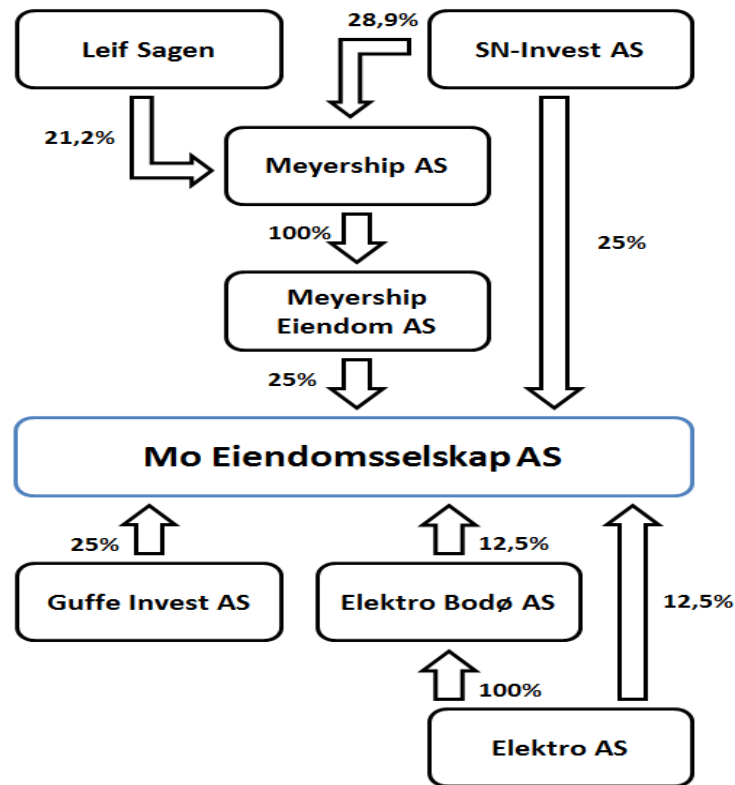 28,9%
Leif Sagen
SN-Invest AS
21,2%
Meyership AS
100%
25%
Meyership
Eiendom AS
25%
Mo Eiendomsselskap AS
25%
12,5%
Guffe Invest AS
Elektro Bodø AS
12,5%
100%
Elektro AS